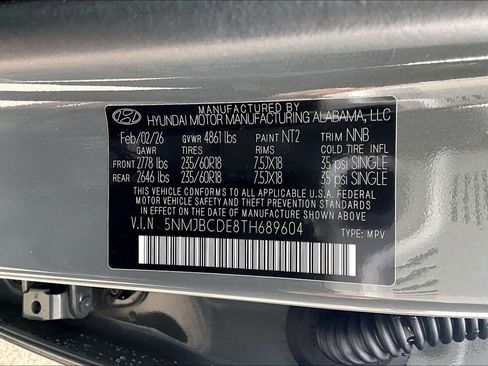 MANUFACTURED BY
HYUNDAI MOTOR MANUFACTURING ALABAMA, LLC
Feb/02/26 GVWR 4861 lbs PAINT NT2 TRIM NNB
GAWR TIRES RIMS COLD TIRE INFL
FRONT 2778 lbs 235/60R18 7.5JX18 35 psi SINGLE
REAR 2646 lbs 235/60R18 7.5JX18 35 psi SINGLE
THIS VEHICLE CONFORMS TO ALL APPLICABLE U.S.A. FEDERAL
MOTOR VEHICLE SAFETY, BUMPER, AND THEFT PREVENTION STANDARDS
IN EFFECT ON THE DATE OF MANUFACTURE SHOWN ABOVE.
V.I.N 5NMJBCDE8TH689604 TYPE: MPV